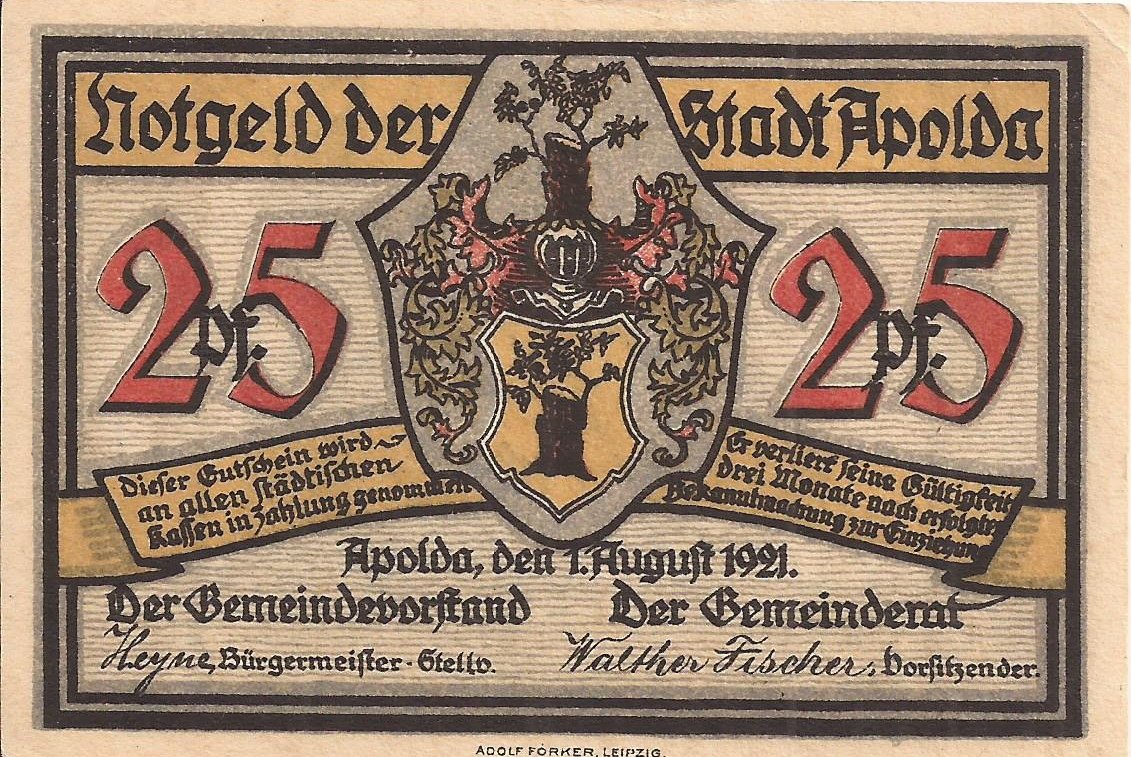 Notgeld der Stadt Apolda
25 pf.
25 pf.
Dieser Gutschein wird
an allen städtischen
Kassen in Zahlung genommen
Er verliert seine Gültigkeit
drei Monate nach erfolgter
Bekanntmachung zur Einziehung
Apolda, den 1. August 1921.
Der Gemeindevorstand
Der Gemeinderat
Heyne, Bürgermeister-Stellv.
Walther Fischer, Vorsitzender.
ADOLF FÖRKER, LEIPZIG.